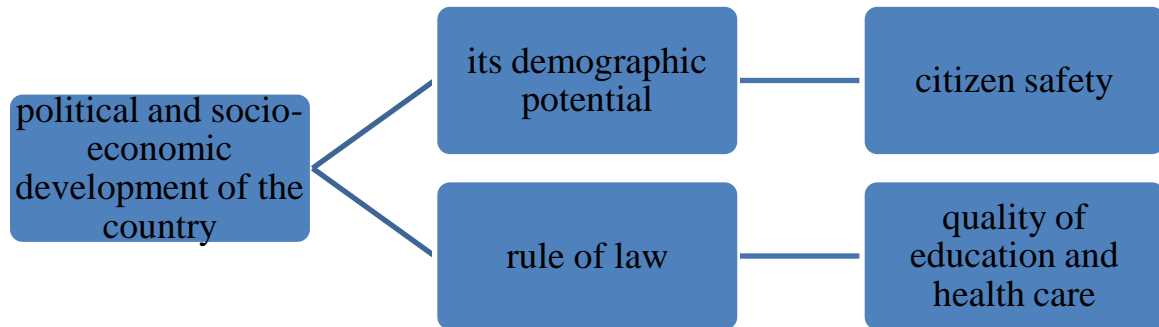 political and socio-
economic
development of the
country
its demographic
potential
citizen safety
rule of law
quality of
education and
health care